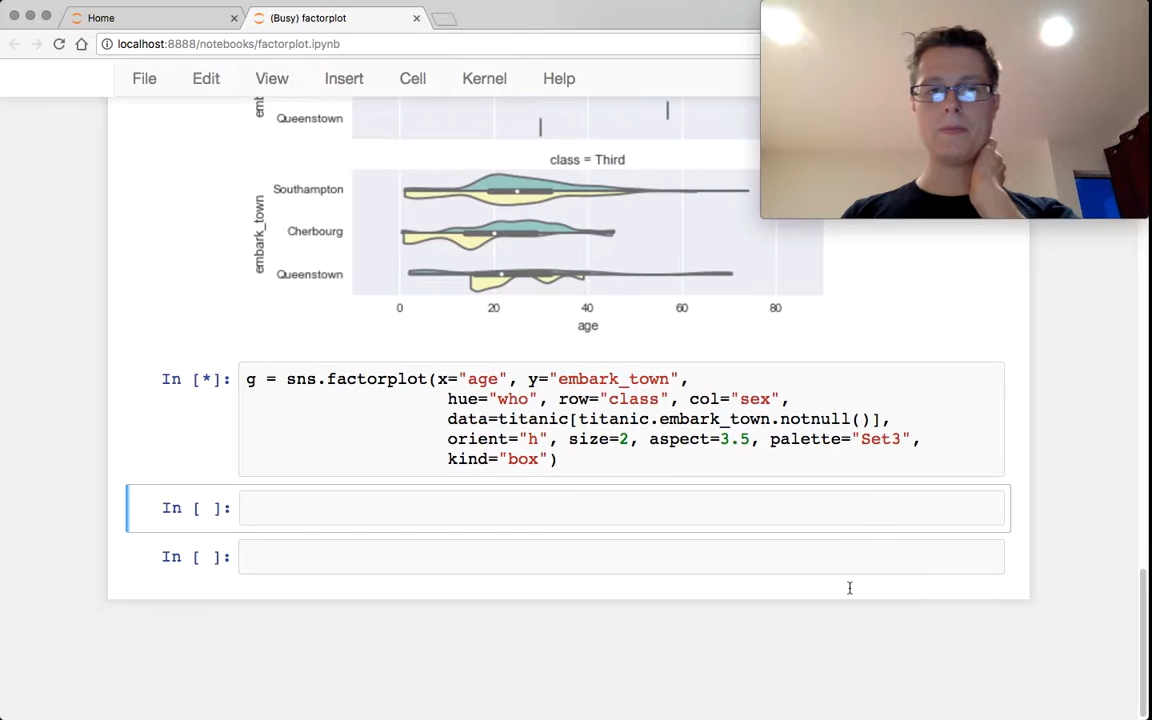 Home
(Busy) factorplot
localhost:8888/notebooks/factorplot.ipynb
File Edit View Insert Cell Kernel Help
emb
Queenstown
class = Third
Southampton
Cherbourg
Queenstown
embark_town
0 20 40 60 80
age
In [*]: g = sns.factorplot(x="age", y="embark_town",
hue="who", row="class", col="sex",
data=titanic[titanic.embark_town.notnull()],
orient="h", size=2, aspect=3.5, palette="Set3",
kind="box")
In [ ]:
In [ ]: